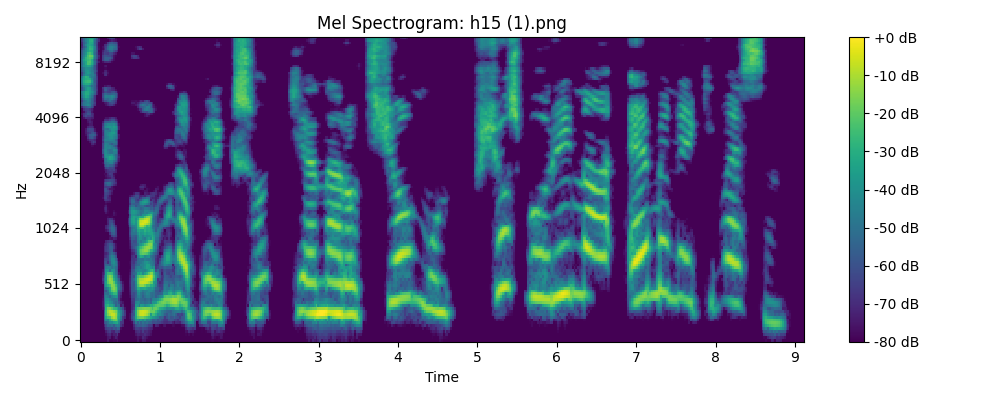 Mel Spectrogram: h15 (1).png
8192
4096
2048
1024
512
0
Hz
0 1 2 3 4 5 6 7 8 9
Time
+0 dB
-10 dB
-20 dB
-30 dB
-40 dB
-50 dB
-60 dB
-70 dB
-80 dB